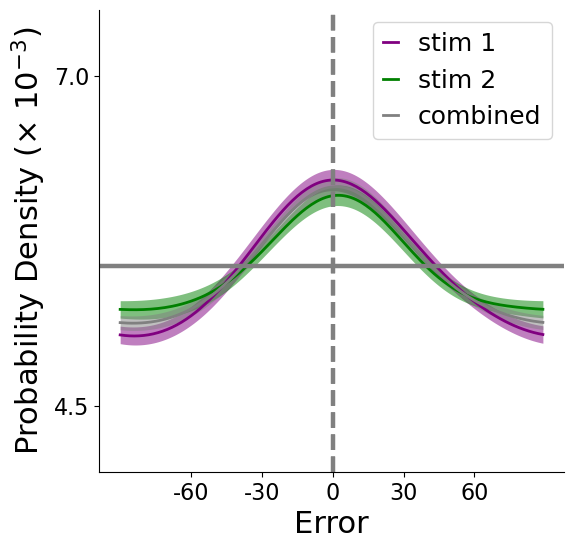 stim 1
stim 2
combined
Probability Density (× 10⁻³)
7.0
4.5
-60 -30 0 30 60
Error